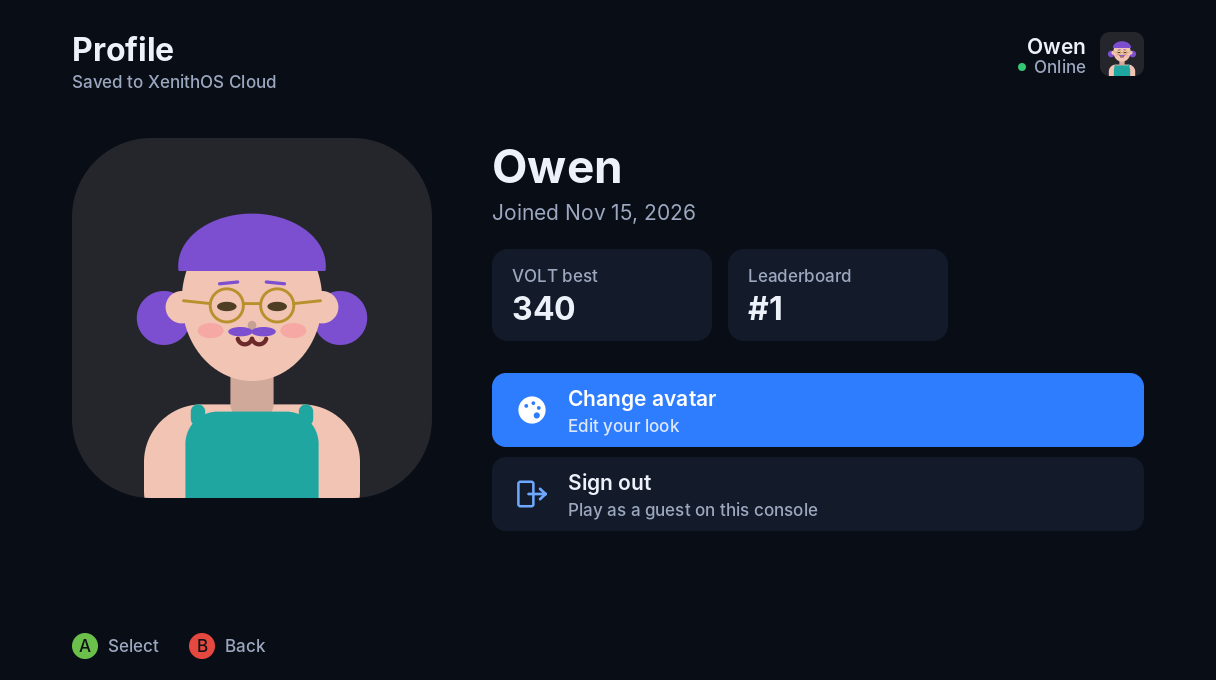 Profile
Saved to XenithOS Cloud
Owen
Online
Owen
Joined Nov 15, 2026
VOLT best
340
Leaderboard
#1
Change avatar
Edit your look
Sign out
Play as a guest on this console
A Select
B Back